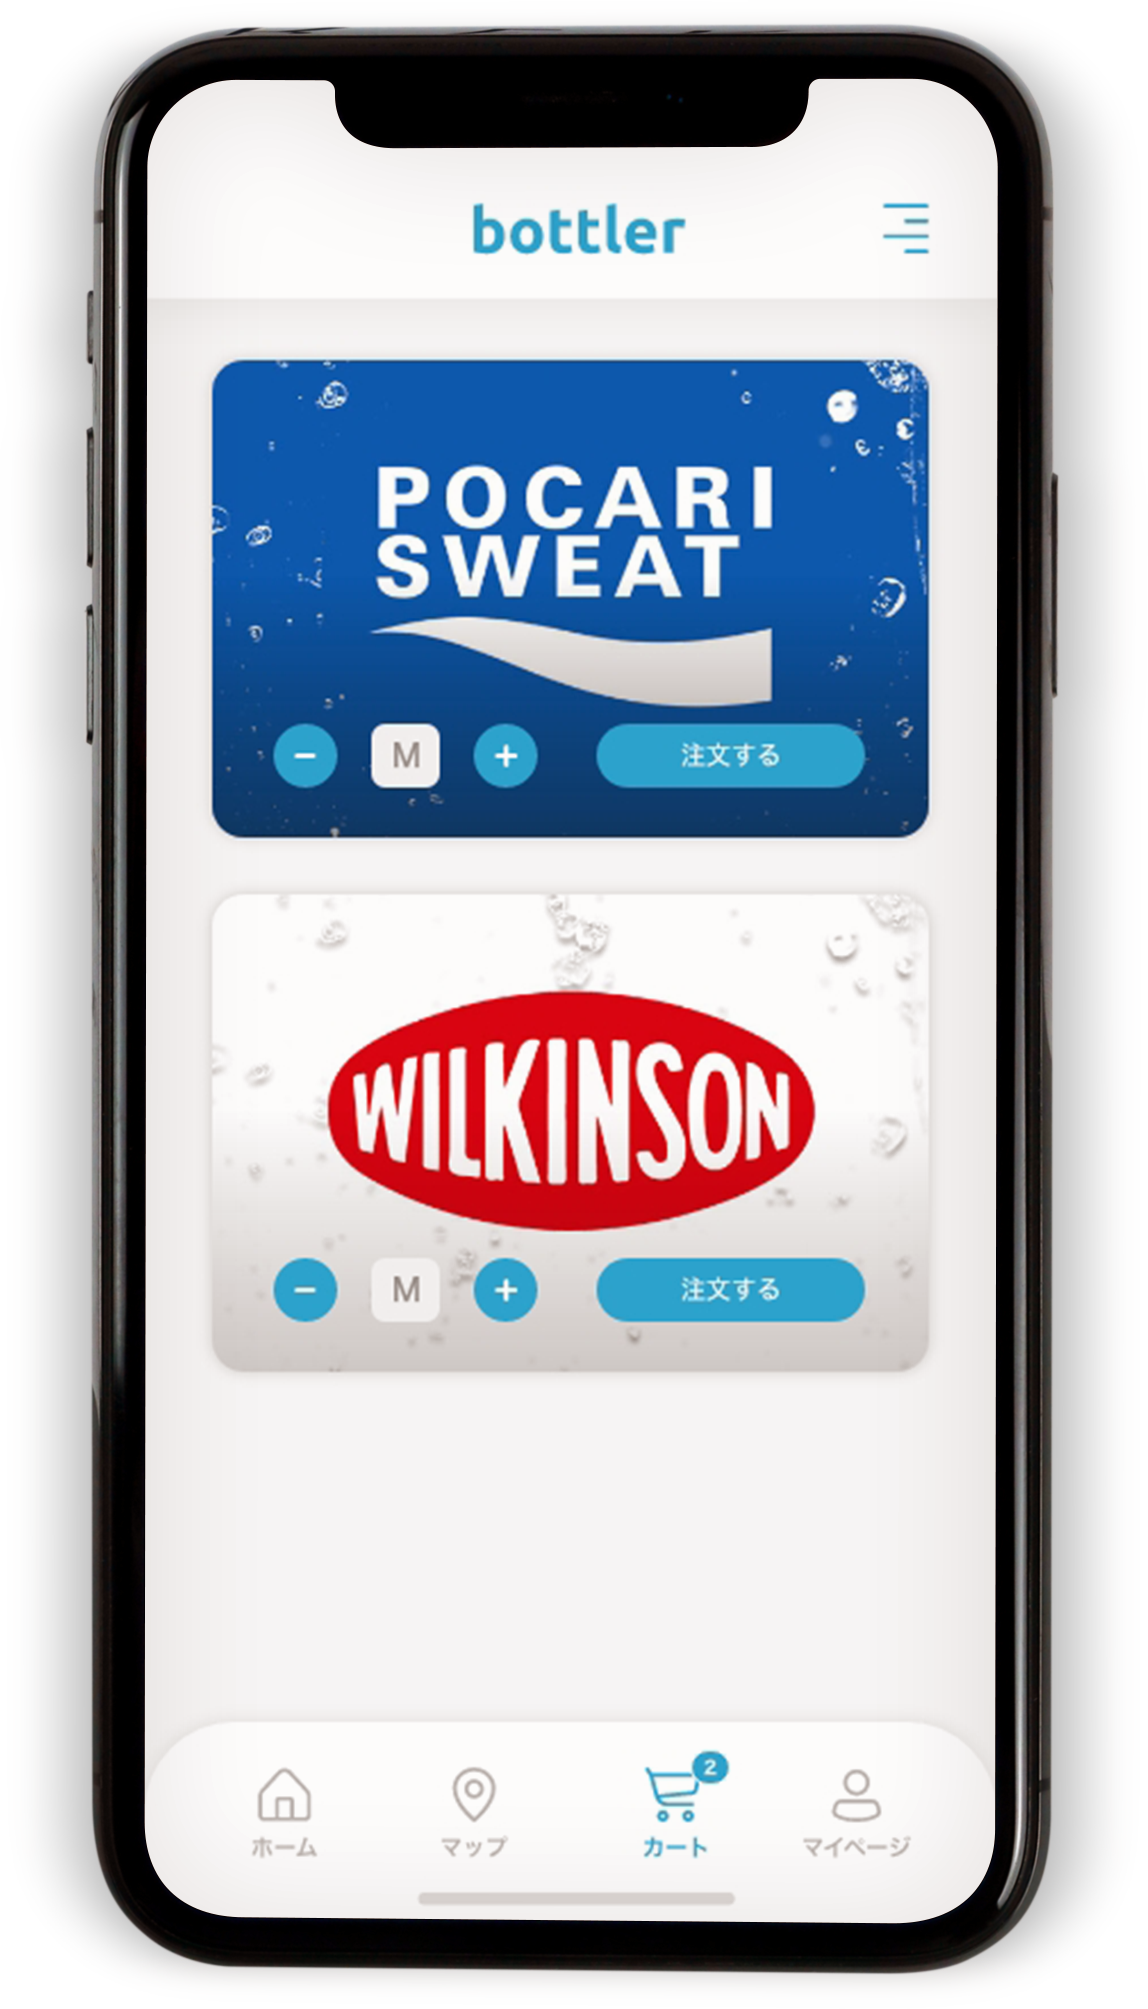 bottler
POCARI
SWEAT
− M + 注文する
WILKINSON
− M + 注文する
2
ホーム マップ カート マイページ